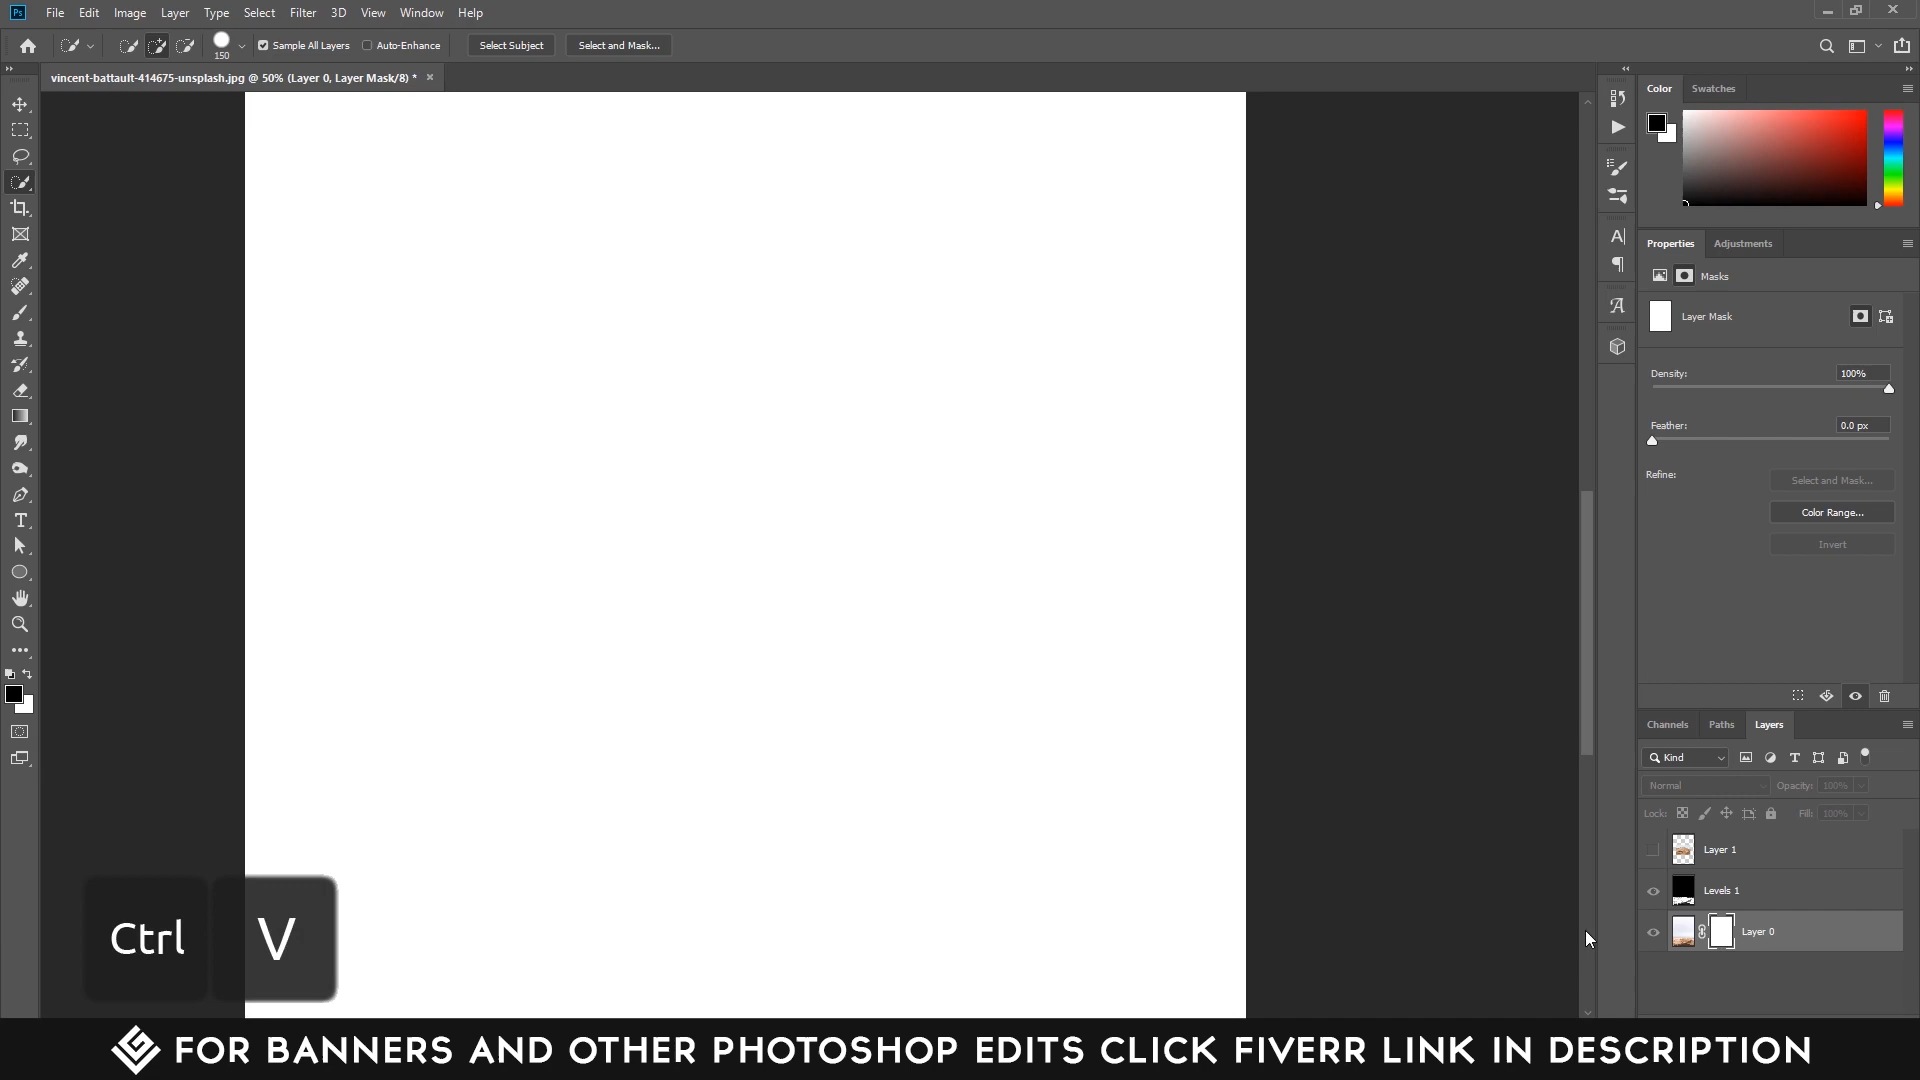 Ps File Edit Image Layer Type Select Filter 3D View Window Help
150 Sample All Layers Auto-Enhance Select Subject Select and Mask...
vincent-battault-414675-unsplash.jpg @ 50% (Layer 0, Layer Mask/8) *
Color Swatches
Properties Adjustments
Masks
Layer Mask
Density: 100%
Feather: 0.0 px
Refine: Select and Mask...
Color Range...
Invert
Channels Paths Layers
Kind
Normal Opacity: 100%
Lock: Fill: 100%
Layer 1
Levels 1
Layer 0
Ctrl V
FOR BANNERS AND OTHER PHOTOSHOP EDITS CLICK FIVERR LINK IN DESCRIPTION